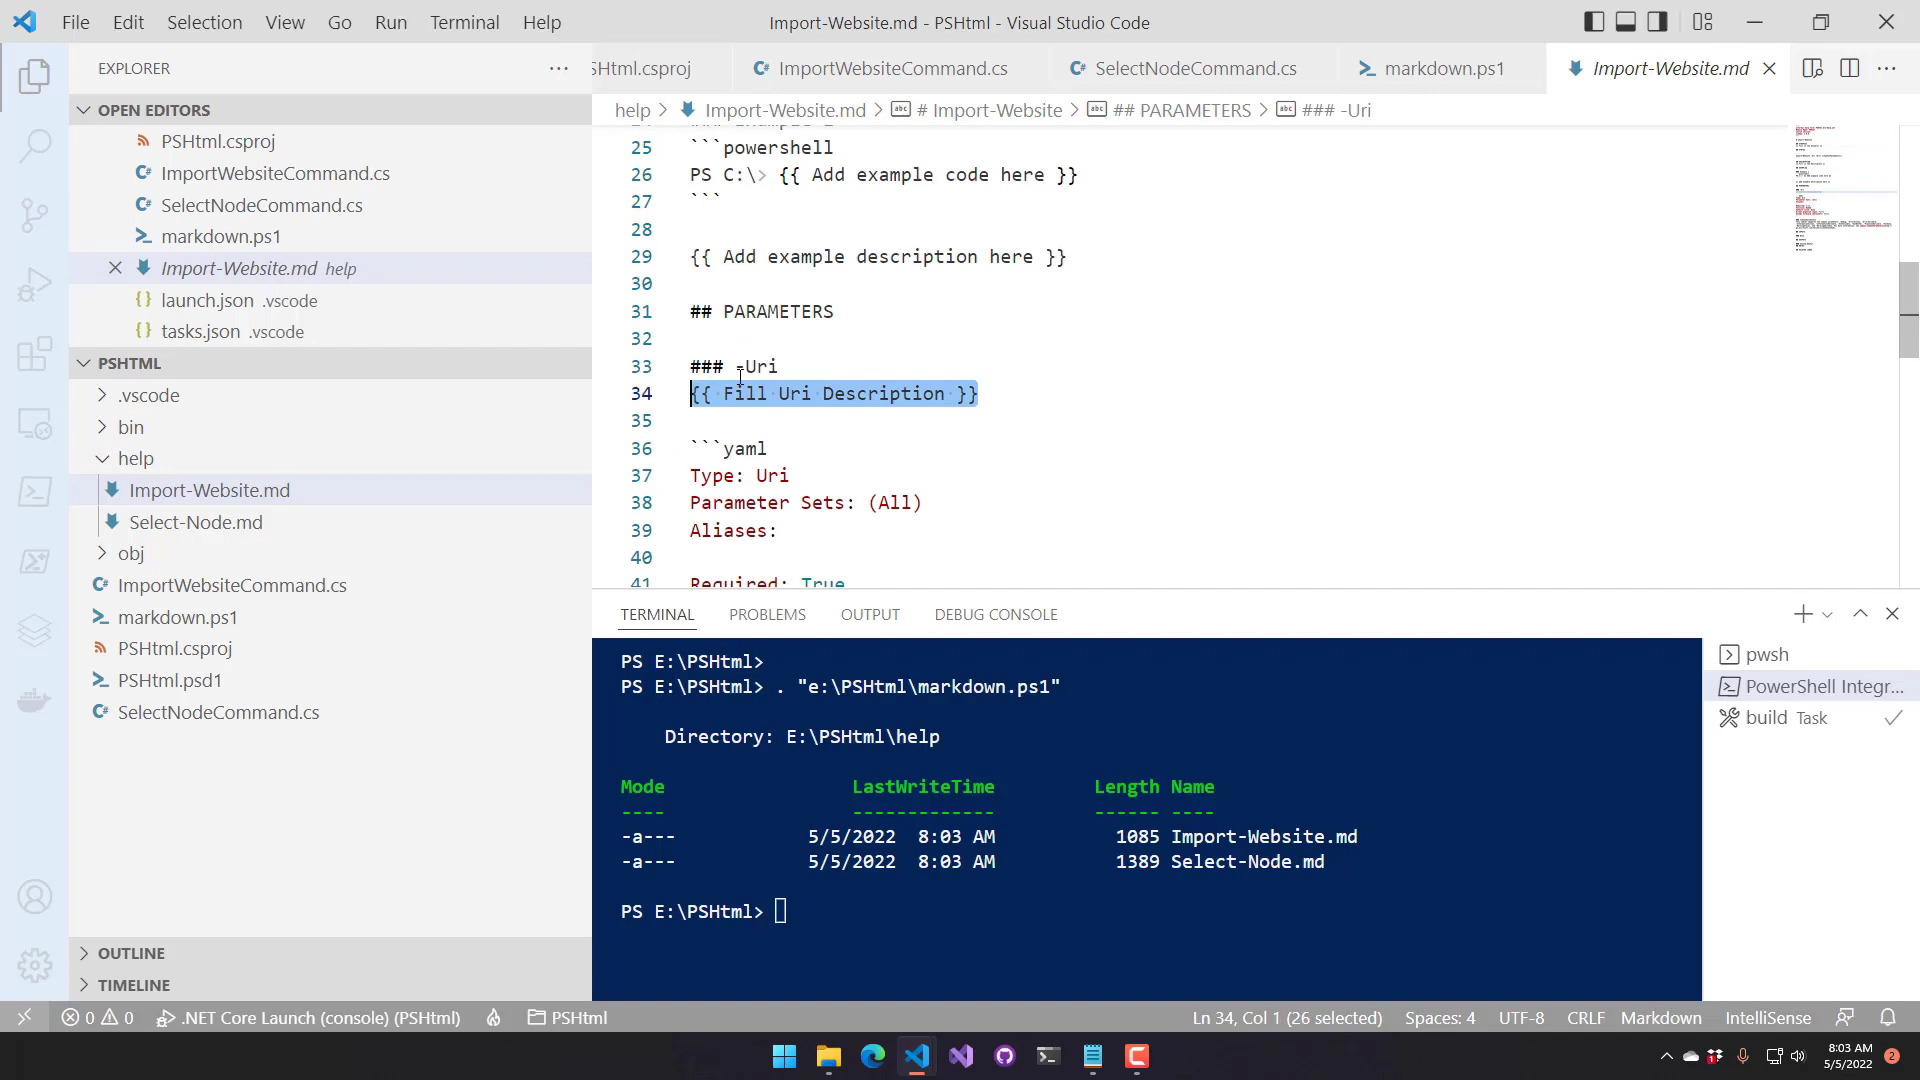 File Edit Selection View Go Run Terminal Help
Import-Website.md - PSHtml - Visual Studio Code
EXPLORER
OPEN EDITORS
PSHtml.csproj
ImportWebsiteCommand.cs
SelectNodeCommand.cs
markdown.ps1
Import-Website.md help
launch.json .vscode
tasks.json .vscode
PSHTML
.vscode
bin
help
Import-Website.md
Select-Node.md
obj
ImportWebsiteCommand.cs
markdown.ps1
PSHtml.csproj
PSHtml.psd1
SelectNodeCommand.cs
OUTLINE
TIMELINE
SHtml.csproj ImportWebsiteCommand.cs SelectNodeCommand.cs markdown.ps1 Import-Website.md
help > Import-Website.md > # Import-Website > ## PARAMETERS > ### -Uri
25 ```powershell
26 PS C:\> {{ Add example code here }}
27 ```
28
29 {{ Add example description here }}
30
31 ## PARAMETERS
32
33 ### -Uri
34 {{ Fill Uri Description }}
35
36 ```yaml
37 Type: Uri
38 Parameter Sets: (All)
39 Aliases:
40
41 Required: True
TERMINAL PROBLEMS OUTPUT DEBUG CONSOLE
PS E:\PSHtml>
PS E:\PSHtml> . "e:\PSHtml\markdown.ps1"
Directory: E:\PSHtml\help
Mode LastWriteTime Length Name
---- ------------- ------ ----
-a--- 5/5/2022 8:03 AM 1085 Import-Website.md
-a--- 5/5/2022 8:03 AM 1389 Select-Node.md
PS E:\PSHtml>
pwsh
PowerShell Integr...
build Task
0 0 .NET Core Launch (console) (PSHtml) PSHtml
Ln 34, Col 1 (26 selected) Spaces: 4 UTF-8 CRLF Markdown IntelliSense
8:03 AM
5/5/2022
2